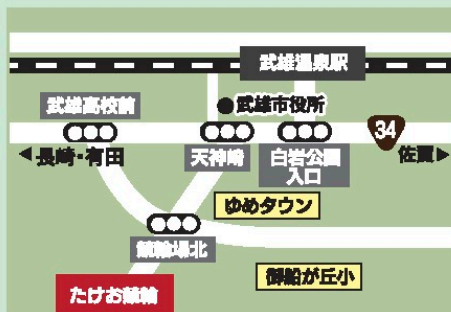 武雄温泉駅
武雄高校前
●武雄市役所
34
◀長崎・有田
天神崎
白岩公園
入口
佐賀▶
ゆめタウン
競輪場北
御船が丘小
たけお競輪